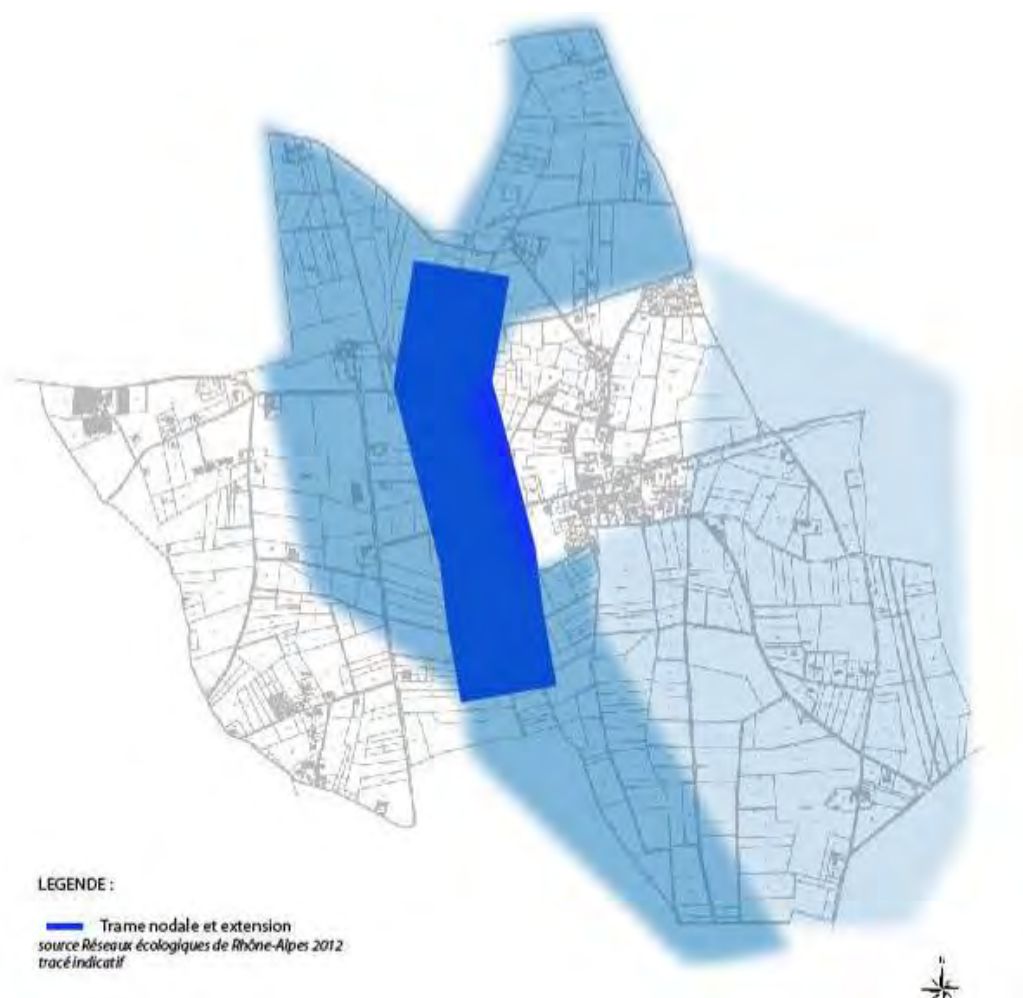 LEGENDE :
Trame nodale et extension
source Réseaux écologiques de Rhône-Alpes 2012
tracé indicatif